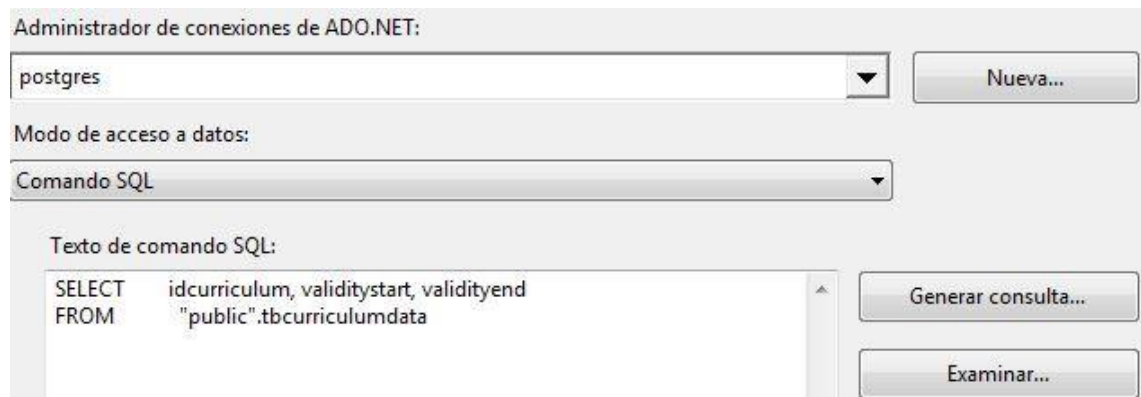 Administrador de conexiones de ADO.NET:
postgres
Nueva...
Modo de acceso a datos:
Comando SQL
Texto de comando SQL:
SELECT idcurriculum, validitystart, validityend
FROM "public".tbcurriculumdata
Generar consulta...
Examinar...